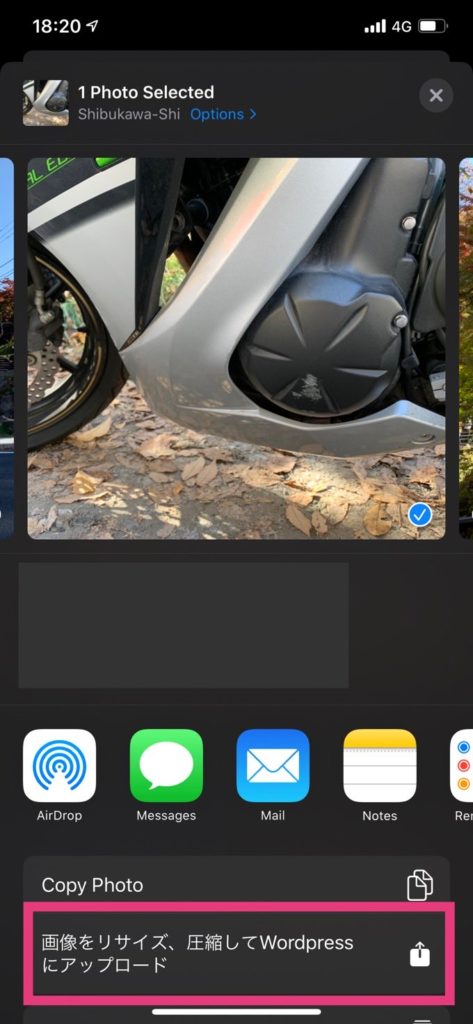 18:20
4G
1 Photo Selected
Shibukawa-Shi Options >
AL E
AirDrop
Messages
Mail
Notes
Rer
Copy Photo
画像をリサイズ、圧縮してWordpress
にアップロード